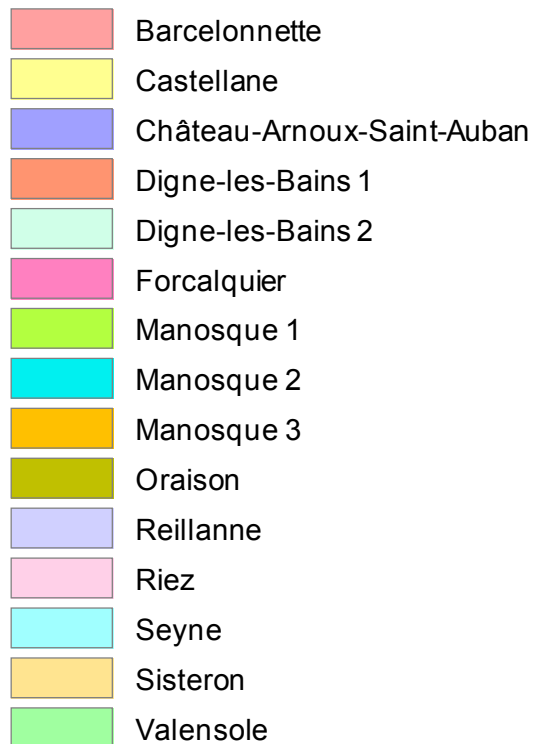 Barcelonnette
Castellane
Château-Arnoux-Saint-Auban
Digne-les-Bains 1
Digne-les-Bains 2
Forcalquier
Manosque 1
Manosque 2
Manosque 3
Oraison
Reillanne
Riez
Seyne
Sisteron
Valensole